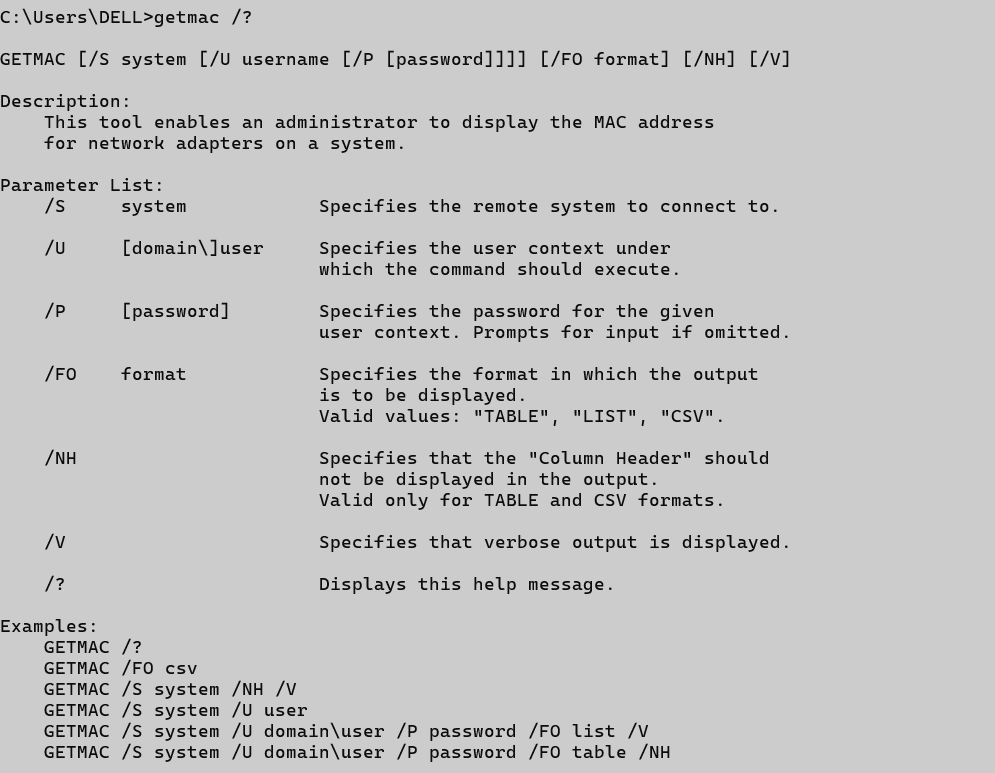 C:\Users\DELL>getmac /?
GETMAC [/S system [/U username [/P [password]]]] [/FO format] [/NH] [/V]
Description:
    This tool enables an administrator to display the MAC address
    for network adapters on a system.
Parameter List:
    /S     system            Specifies the remote system to connect to.
    /U     [domain\]user     Specifies the user context under
                             which the command should execute.
    /P     [password]        Specifies the password for the given
                             user context. Prompts for input if omitted.
    /FO    format            Specifies the format in which the output
                             is to be displayed.
                             Valid values: "TABLE", "LIST", "CSV".
    /NH                      Specifies that the "Column Header" should
                             not be displayed in the output.
                             Valid only for TABLE and CSV formats.
    /V                       Specifies that verbose output is displayed.
    /?                       Displays this help message.
Examples:
    GETMAC /?
    GETMAC /FO csv
    GETMAC /S system /NH /V
    GETMAC /S system /U user
    GETMAC /S system /U domain\user /P password /FO list /V
    GETMAC /S system /U domain\user /P password /FO table /NH